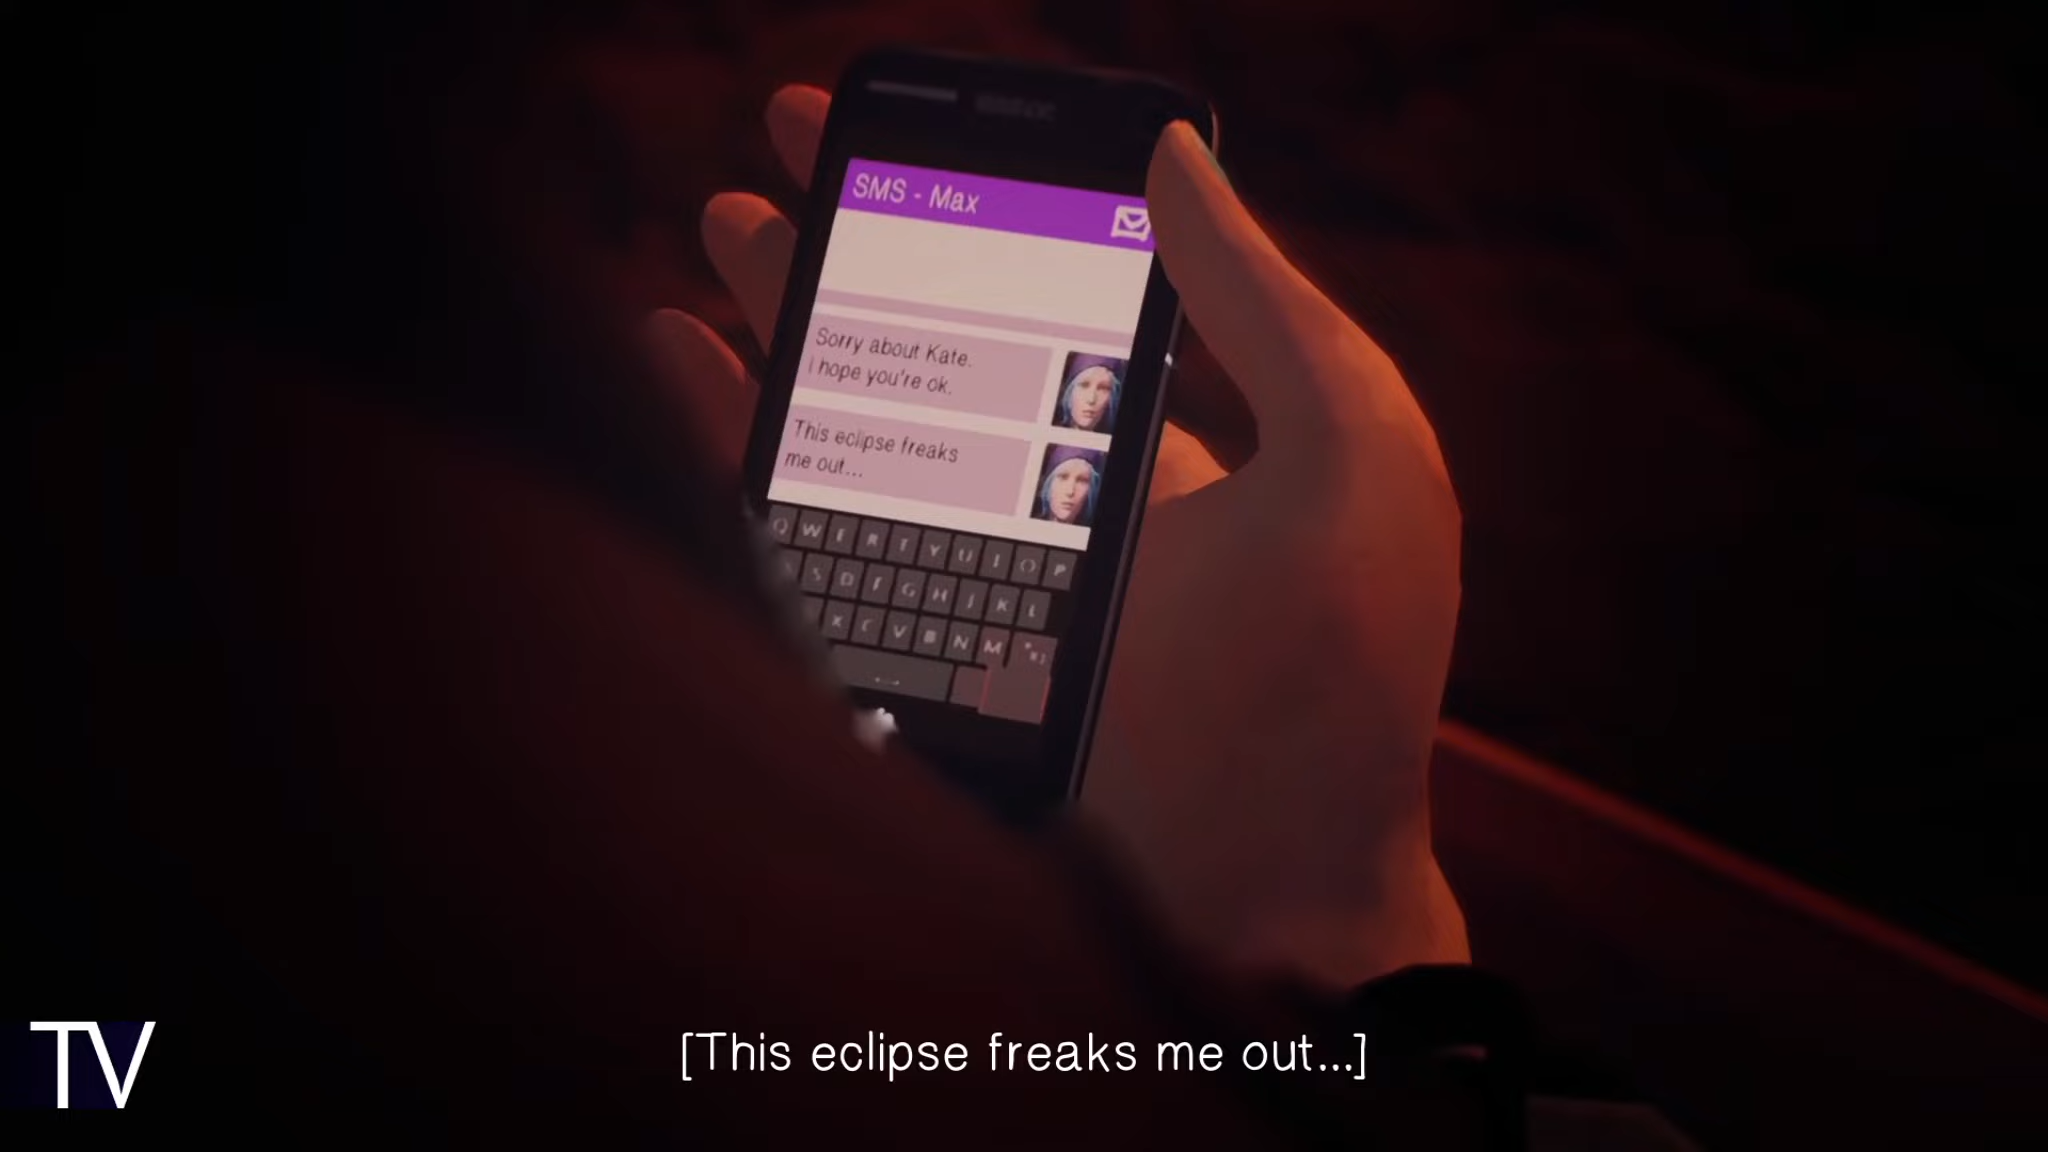 SMS - Max
Sorry about Kate.
I hope you're ok.
This eclipse freaks
me out...
Q W E R T Y U I O P
S D F G H J K L
X C V B N M
TV
[This eclipse freaks me out...]